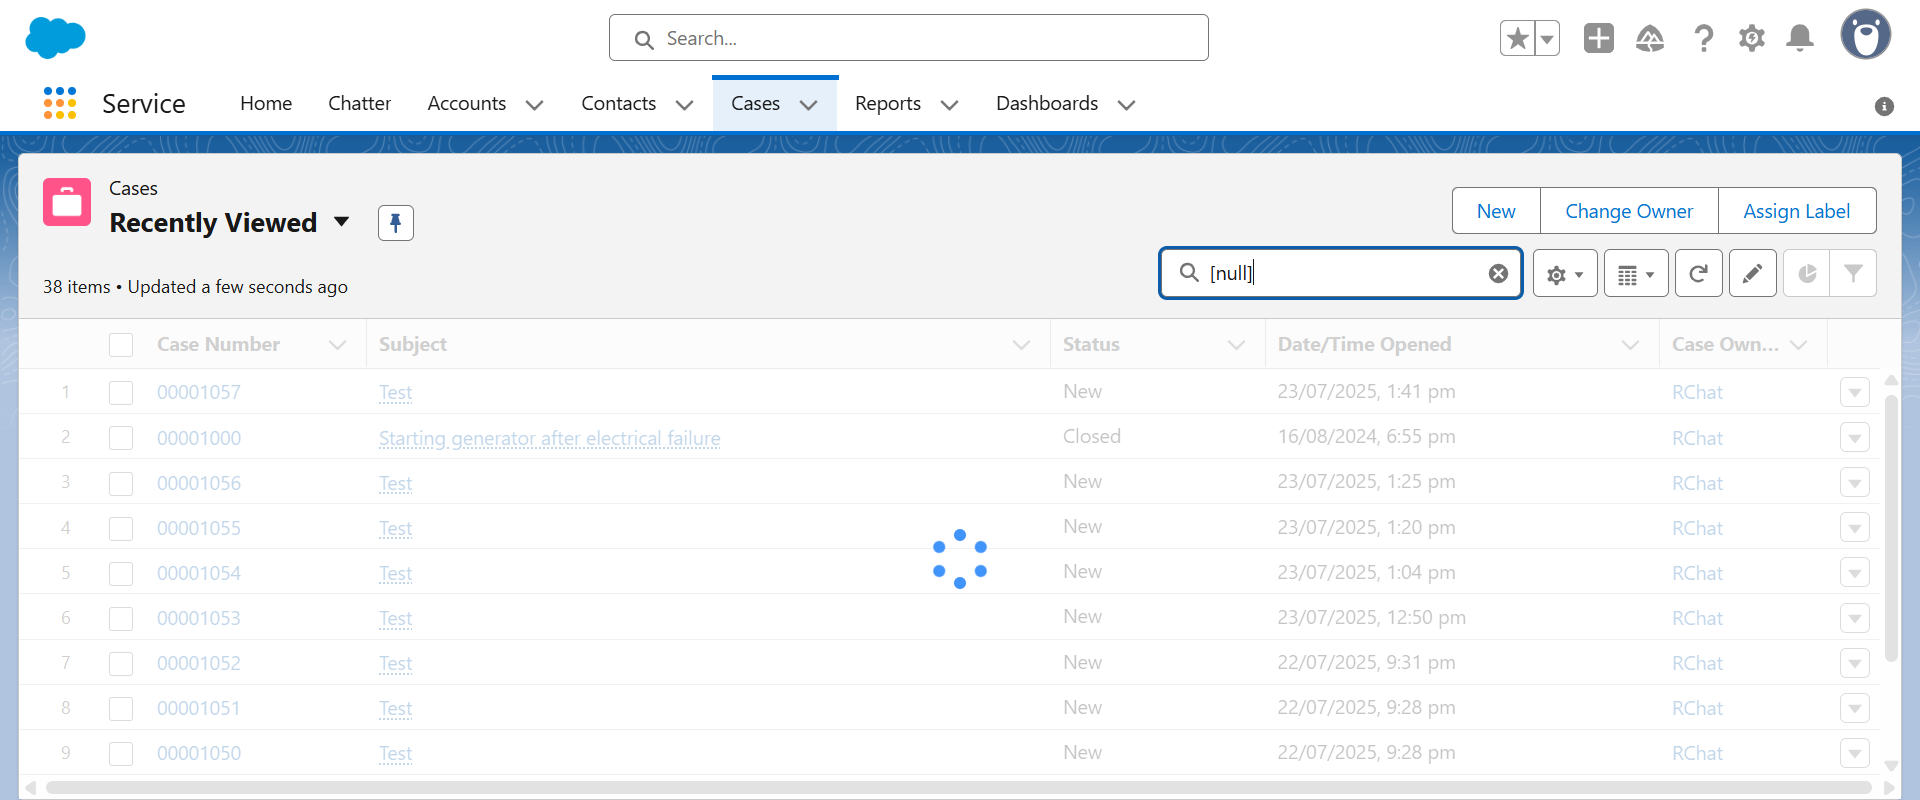 Search...
Service
Home
Chatter
Accounts
Contacts
Cases
Reports
Dashboards
Cases
Recently Viewed
New
Change Owner
Assign Label
38 items • Updated a few seconds ago
[null]
Case Number Subject Status Date/Time Opened Case Own...
1 00001057 Test New 23/07/2025, 1:41 pm RChat
2 00001000 Starting generator after electrical failure Closed 16/08/2024, 6:55 pm RChat
3 00001056 Test New 23/07/2025, 1:25 pm RChat
4 00001055 Test New 23/07/2025, 1:20 pm RChat
5 00001054 Test New 23/07/2025, 1:04 pm RChat
6 00001053 Test New 23/07/2025, 12:50 pm RChat
7 00001052 Test New 22/07/2025, 9:31 pm RChat
8 00001051 Test New 22/07/2025, 9:28 pm RChat
9 00001050 Test New 22/07/2025, 9:28 pm RChat